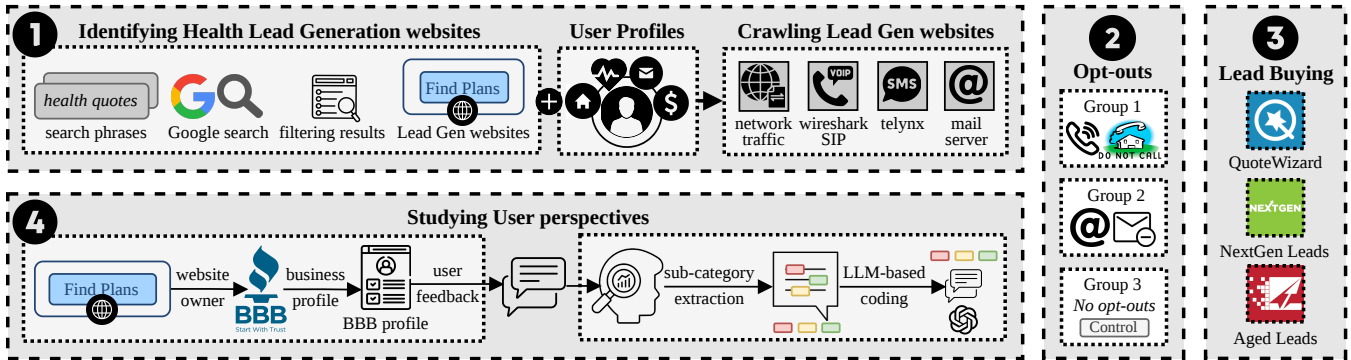 1
Identifying Health Lead Generation websites
health quotes
search phrases
Google search
filtering results
Find Plans
Lead Gen websites
User Profiles
$
Crawling Lead Gen websites
network
traffic
VOIP
wireshark
SIP
SMS
telynx
@
mail
server
2
Opt-outs
Group 1
DO NOT CALL
Group 2
@
Group 3
No opt-outs
Control
3
Lead Buying
QuoteWizard
NEXTGEN
NextGen Leads
Aged Leads
4
Studying User perspectives
Find Plans
website
owner
BBB
Start With Trust
business
profile
BBB profile
user
feedback
sub-category
extraction
LLM-based
coding